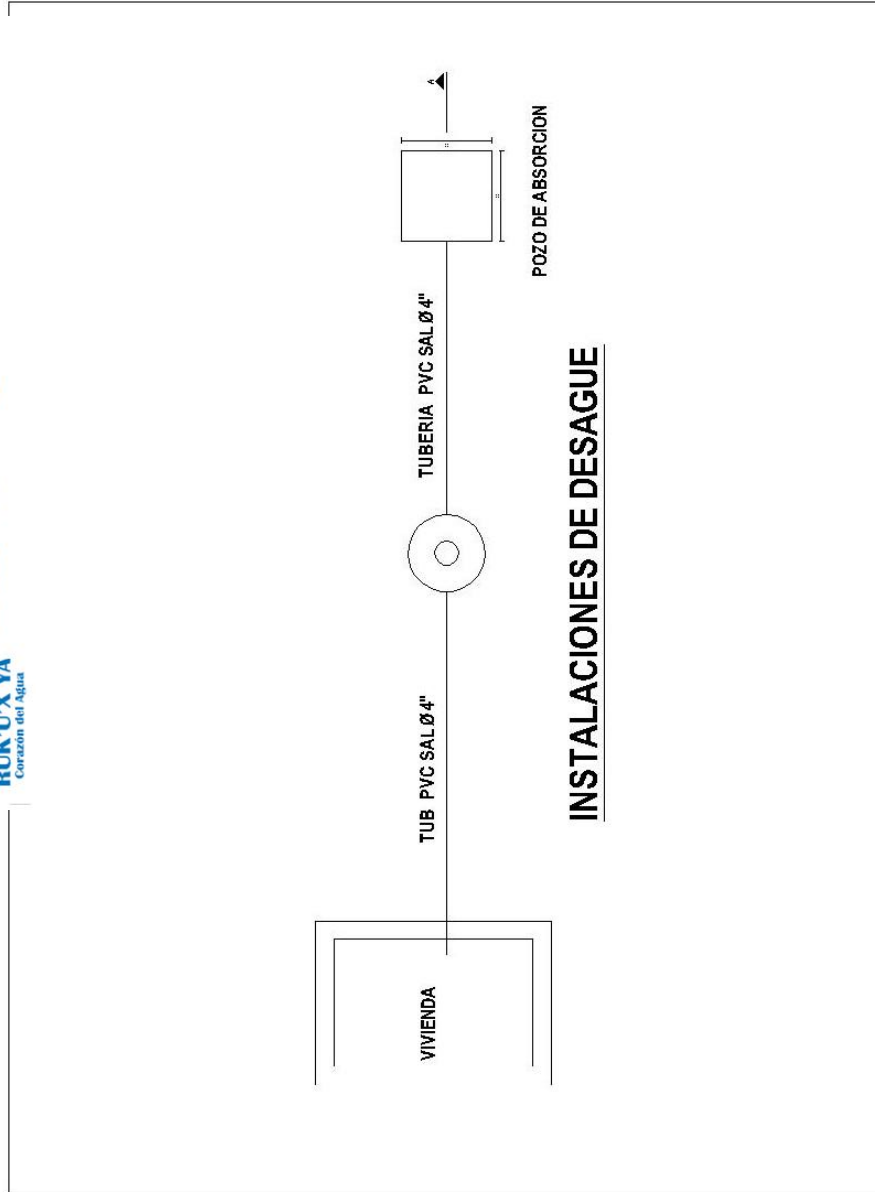 RUK'U'X YA
Corazón del Agua
VIVIENDA
TUB PVC SAL Ø 4"
TUBERIA PVC SAL Ø 4"
A
POZO DE ABSORCION
INSTALACIONES DE DESAGUE